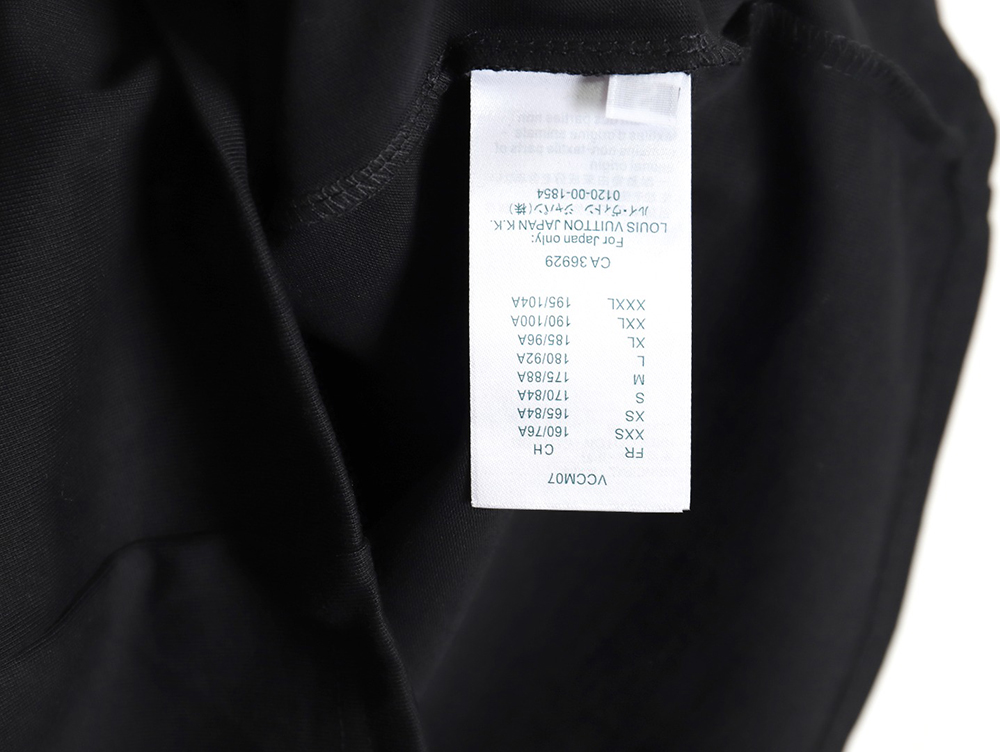 VCCM07
FR CH
XXS 160/76A
XS 165/84A
S 170/84A
M 175/88A
L 180/92A
XL 185/96A
XXL 190/100A
XXXL 195/104A
CA 36929
For Japan only:
LOUIS VUITTON JAPAN K.K.
ルイ・ヴィトン ジャパン(株)
0120-00-1854